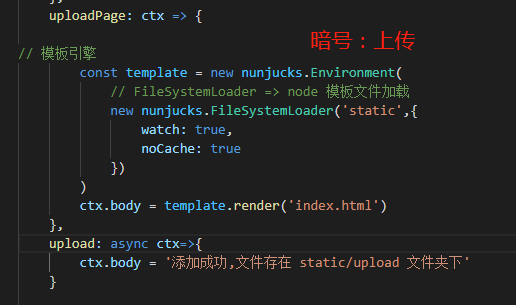 },
uploadPage: ctx => {
暗号：上传
// 模板引擎
const template = new nunjucks.Environment(
// FileSystemLoader => node 模板文件加载
new nunjucks.FileSystemLoader('static',{
watch: true,
noCache: true
})
)
ctx.body = template.render('index.html')
},
upload: async ctx=>{
ctx.body = '添加成功,文件存在 static/upload 文件夹下'
}